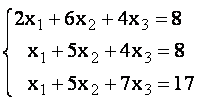 2x₁ + 6x₂ + 4x₃ = 8
x₁ + 5x₂ + 4x₃ = 8
x₁ + 5x₂ + 7x₃ = 17